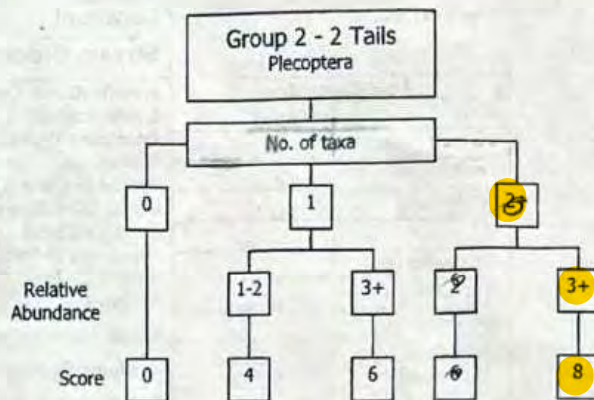 Group 2 - 2 Tails
Plecoptera
No. of taxa
0 1 2+
Relative
Abundance
1-2 3+ 2 3+
Score 0 4 6 6 8